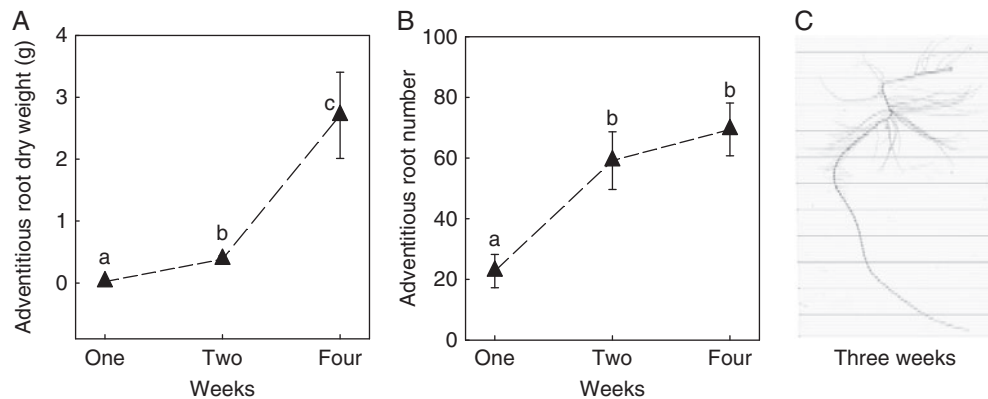 A
Adventitious root dry weight (g)
4
3
2
1
0
a
b
c
One
Two
Four
Weeks
B
Adventitious root number
100
80
60
40
20
0
a
b
b
One
Two
Four
Weeks
C
Three weeks